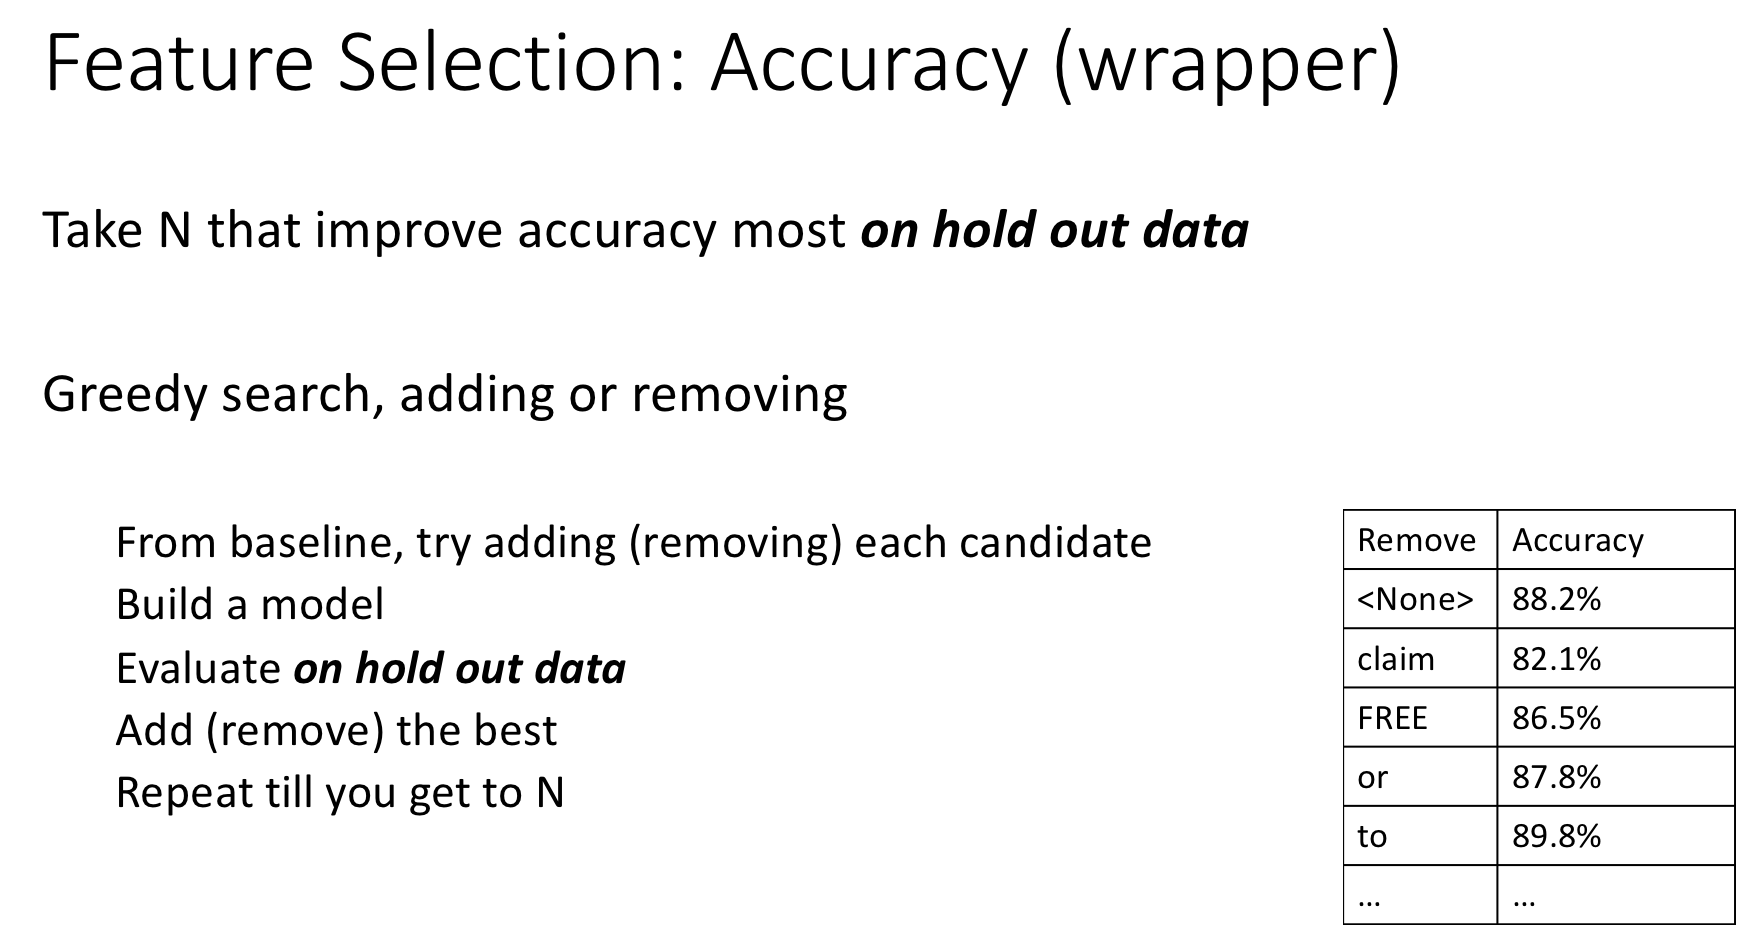 Feature Selection: Accuracy (wrapper)
Take N that improve accuracy most on hold out data
Greedy search, adding or removing
From baseline, try adding (removing) each candidate
Build a model
Evaluate on hold out data
Add (remove) the best
Repeat till you get to N
Remove Accuracy
<None> 88.2%
claim 82.1%
FREE 86.5%
or 87.8%
to 89.8%
... ...